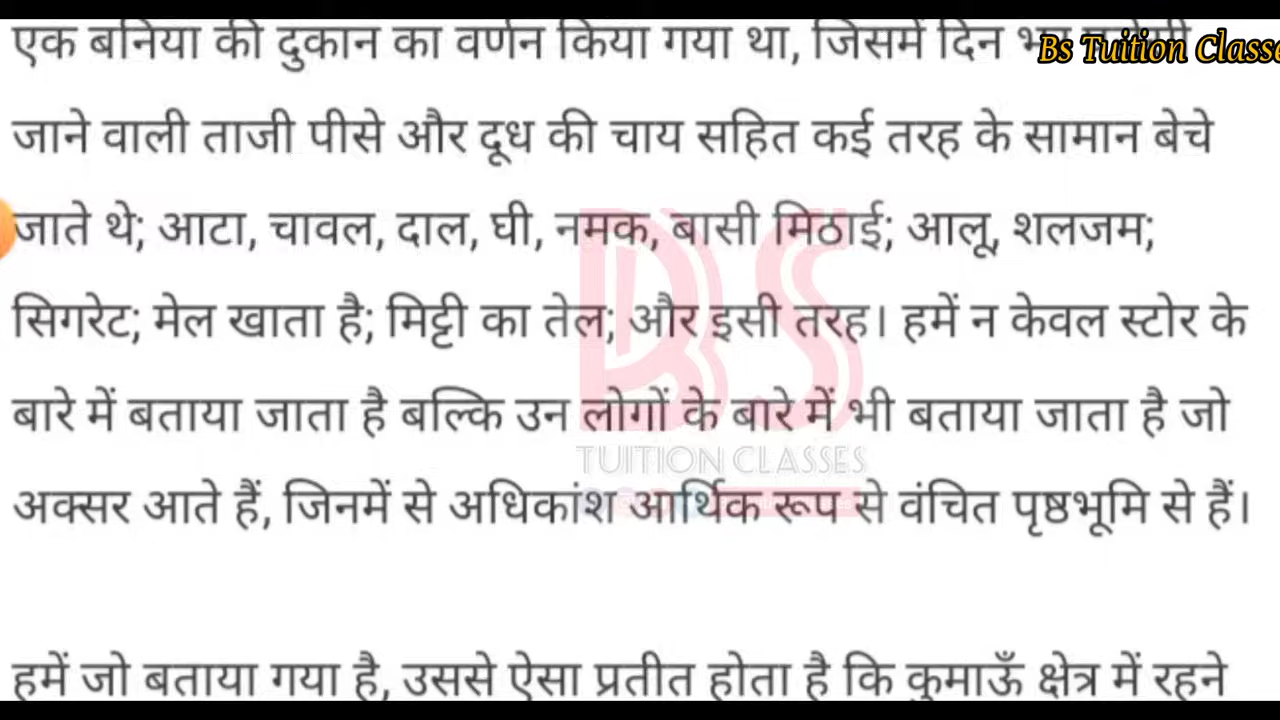 एक बनिया की दुकान का वर्णन किया गया था, जिसमें दिन
Bs Tuition Classe
जाने वाली ताजी पीसे और दूध की चाय सहित कई तरह के सामान बेचे
जाते थे; आटा, चावल, दाल, घी, नमक, बासी मिठाई; आलू, शलजम;
सिगरेट; मेल खाता है; मिट्टी का तेल; और इसी तरह। हमें न केवल स्टोर के
बारे में बताया जाता है बल्कि उन लोगों के बारे में भी बताया जाता है जो
BS
TUITION CLASSES
अक्सर आते हैं, जिनमें से अधिकांश आर्थिक रूप से वंचित पृष्ठभूमि से हैं।
हमें जो बताया गया है, उससे ऐसा प्रतीत होता है कि कुमाऊँ क्षेत्र में रहने